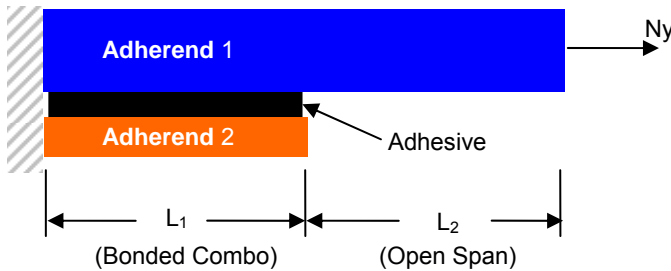 Adherend 1
Ny
Adherend 2
Adhesive
L₁
(Bonded Combo)
L₂
(Open Span)